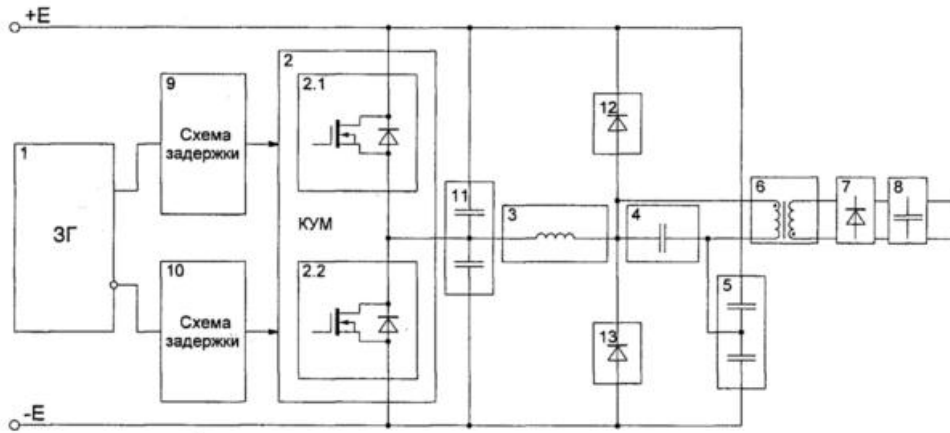 +E
2
9
2.1
1
Схема
задержки
12
ЗГ
11
3
4
6
7
8
КУМ
10
2.2
Схема
задержки
13
5
-E